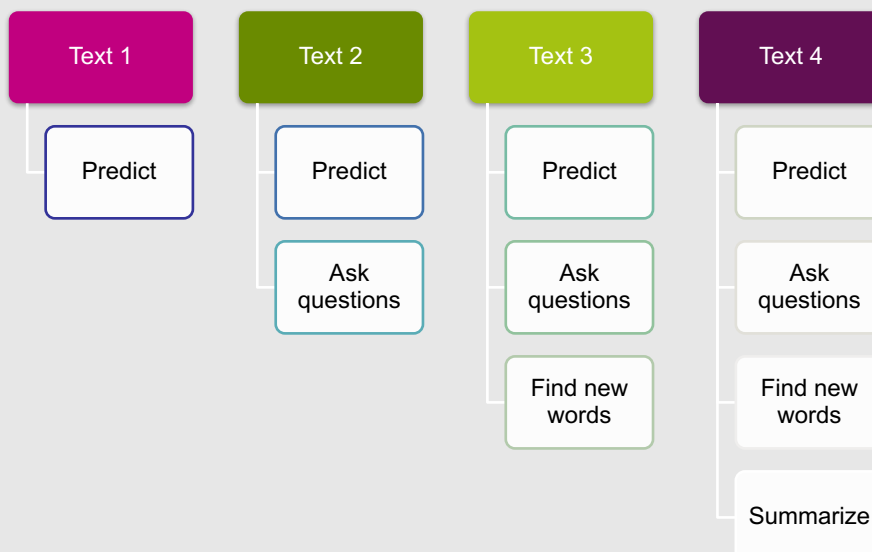 Text 1
Predict
Text 2
Predict
Ask
questions
Text 3
Predict
Ask
questions
Find new
words
Text 4
Predict
Ask
questions
Find new
words
Summarize